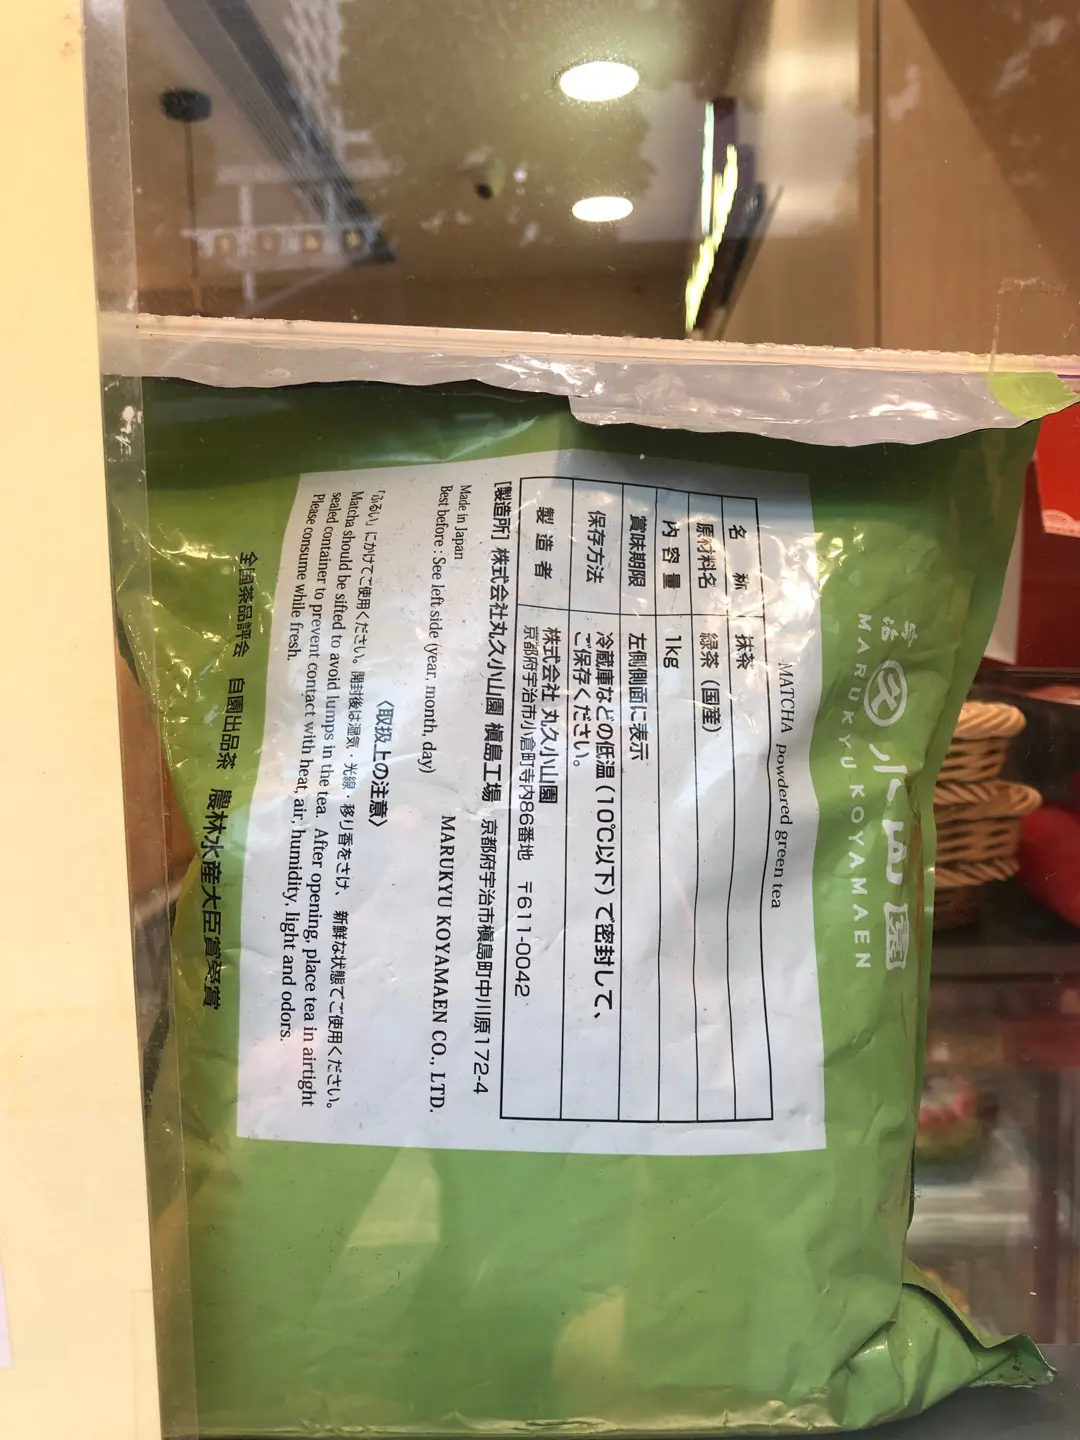 宇治 久 小山園
MARUKYU KOYAMAEN
MATCHA powdered green tea
名称 抹茶
原材料名 緑茶（国産）
内容量 1kg
賞味期限 左側側面に表示
保存方法 冷蔵庫などの低温（10℃以下）で密封して、
ご保存ください。
製造者 株式会社 丸久小山園
京都府宇治市小倉町寺内86番地 〒611-0042
［製造所］株式会社丸久小山園 槇島工場 京都府宇治市槇島町中川原172-4
Made in Japan
Best before : See left side (year, month, day)
MARUKYU KOYAMAEN CO., LTD.
〈取扱上の注意〉
「ふるい」にかけてご使用ください。開封後は湿気・光線・移り香をさけ、新鮮な状態でご使用ください。
Matcha should be sifted to avoid lumps in the tea. After opening, place tea in airtight
sealed container to prevent contact with heat, air, humidity, light and odors.
Please consume while fresh.
全国茶品評会 自園出品茶 農林水産大臣賞受賞